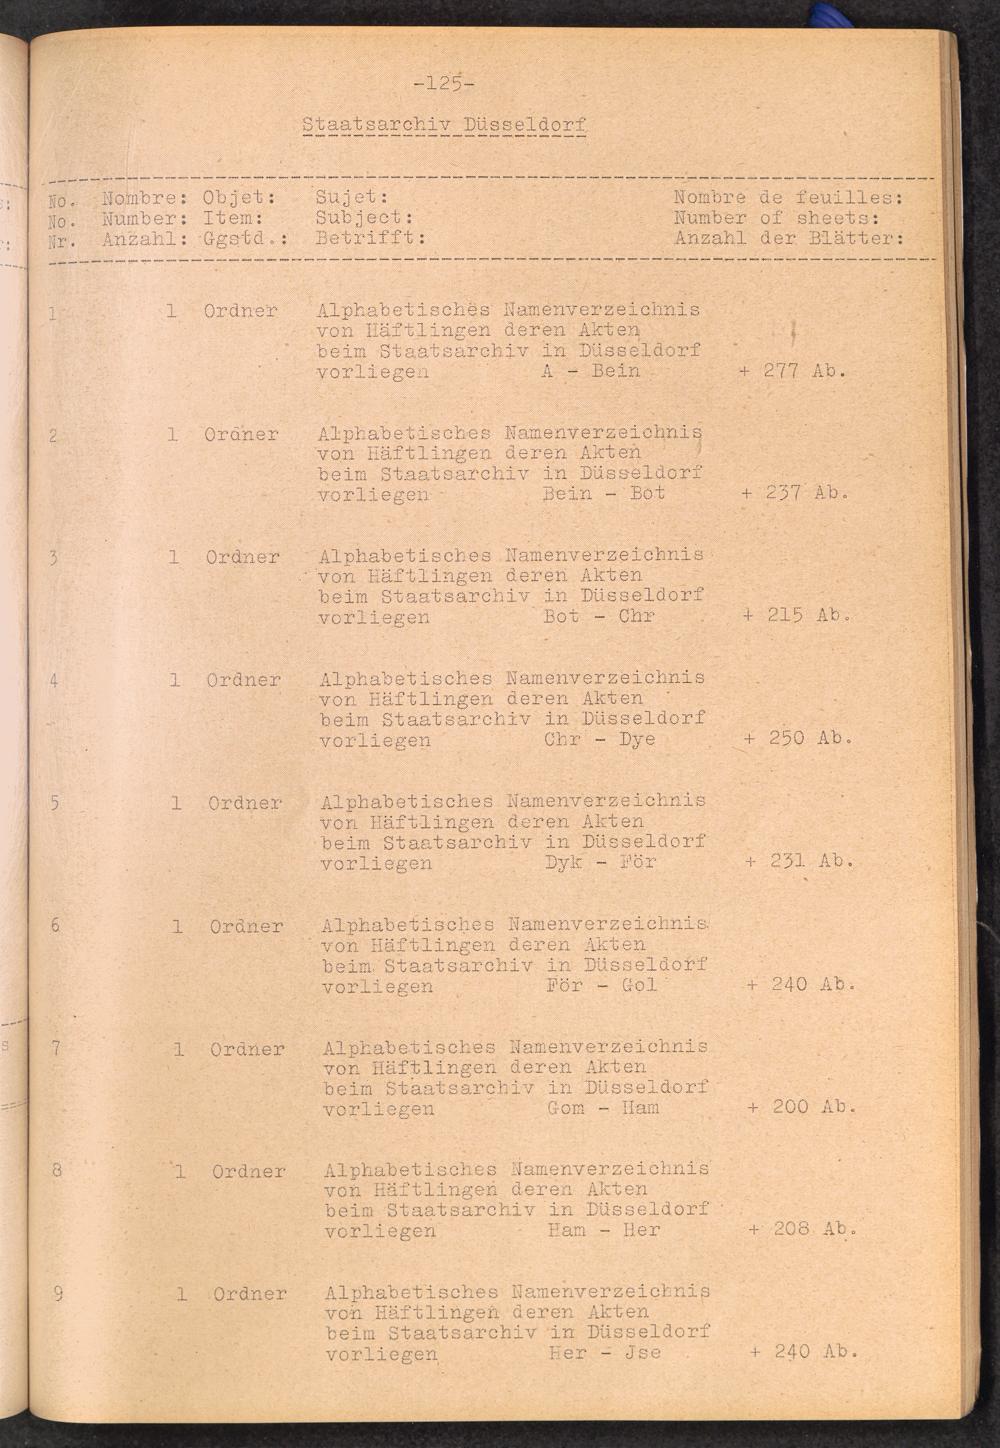 -125-
Staatsarchiv Düsseldorf
No. Nombre: Objet: Sujet: Nombre de feuilles:
No. Number: Item: Subject: Number of sheets:
Nr. Anzahl: Ggstd.: Betrifft: Anzahl der Blätter:
1 1 Ordner Alphabetisches Namenverzeichnis
von Häftlingen deren Akten
beim Staatsarchiv in Düsseldorf
vorliegen A - Bein + 277 Ab.
2 1 Ordner Alphabetisches Namenverzeichnis
von Häftlingen deren Akten
beim Staatsarchiv in Düsseldorf
vorliegen Bein - Bot + 237 Ab.
3 1 Ordner Alphabetisches Namenverzeichnis
von Häftlingen deren Akten
beim Staatsarchiv in Düsseldorf
vorliegen Bot - Chr + 215 Ab.
4 1 Ordner Alphabetisches Namenverzeichnis
von Häftlingen deren Akten
beim Staatsarchiv in Düsseldorf
vorliegen Chr - Dye + 250 Ab.
5 1 Ordner Alphabetisches Namenverzeichnis
von Häftlingen deren Akten
beim Staatsarchiv in Düsseldorf
vorliegen Dyk - För + 231 Ab.
6 1 Ordner Alphabetisches Namenverzeichnis
von Häftlingen deren Akten
beim Staatsarchiv in Düsseldorf
vorliegen För - Gol + 240 Ab.
7 1 Ordner Alphabetisches Namenverzeichnis
von Häftlingen deren Akten
beim Staatsarchiv in Düsseldorf
vorliegen Gom - Ham + 200 Ab.
8 1 Ordner Alphabetisches Namenverzeichnis
von Häftlingen deren Akten
beim Staatsarchiv in Düsseldorf
vorliegen Ham - Her + 208 Ab.
9 1 Ordner Alphabetisches Namenverzeichnis
von Häftlingen deren Akten
beim Staatsarchiv in Düsseldorf
vorliegen Her - Jse + 240 Ab.